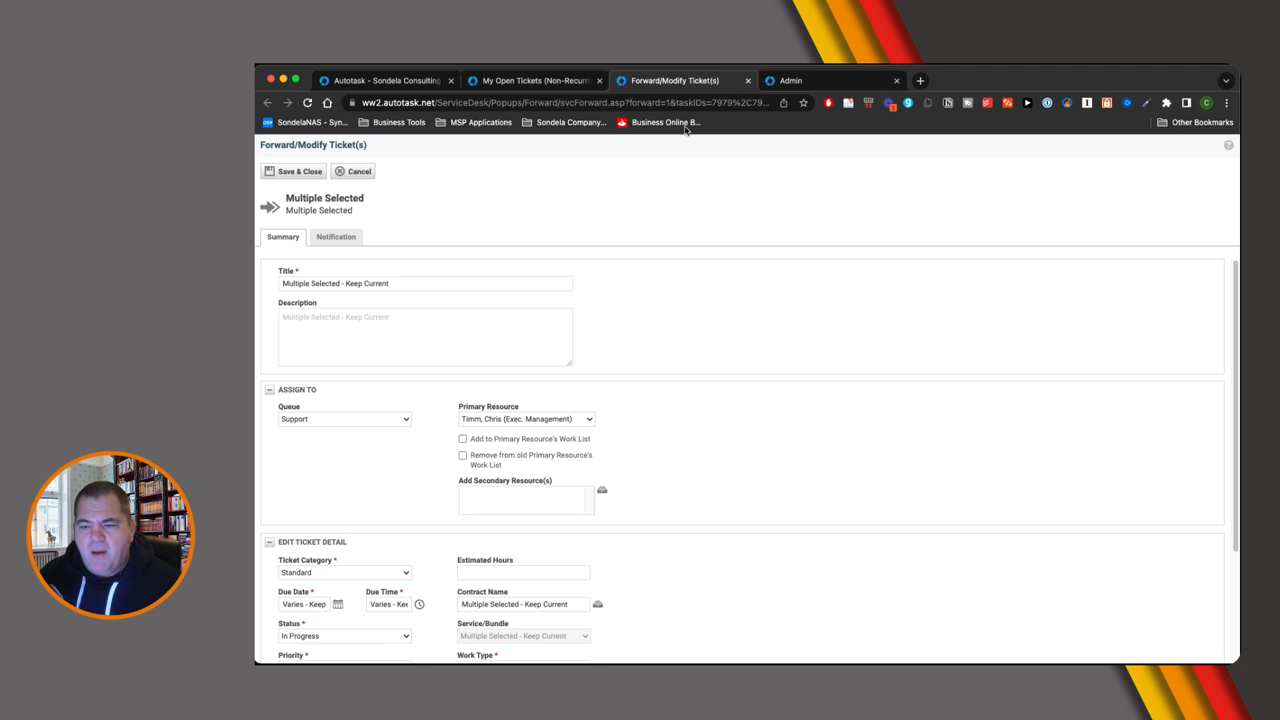 Autotask - Sondela Consulting
My Open Tickets (Non-Recurr
Forward/Modify Ticket(s)
Admin
ww2.autotask.net/ServiceDesk/Popups/Forward/svcForward.asp?forward=1&taskIDs=7979%2C79...
SondelaNAS - Syn...
Business Tools
MSP Applications
Sondela Company...
Business Online B...
Other Bookmarks
Forward/Modify Ticket(s)
Save & Close
Cancel
Multiple Selected
Multiple Selected
Summary
Notification
Title *
Multiple Selected - Keep Current
Description
Multiple Selected - Keep Current
ASSIGN TO
Queue
Primary Resource
Support
Timm, Chris (Exec. Management)
Add to Primary Resource's Work List
Remove from old Primary Resource's
Work List
Add Secondary Resource(s)
EDIT TICKET DETAIL
Ticket Category *
Estimated Hours
Standard
Due Date *
Due Time *
Contract Name
Varies - Keep
Varies - Kee
Multiple Selected - Keep Current
Status *
Service/Bundle
In Progress
Multiple Selected - Keep Current
Priority *
Work Type *